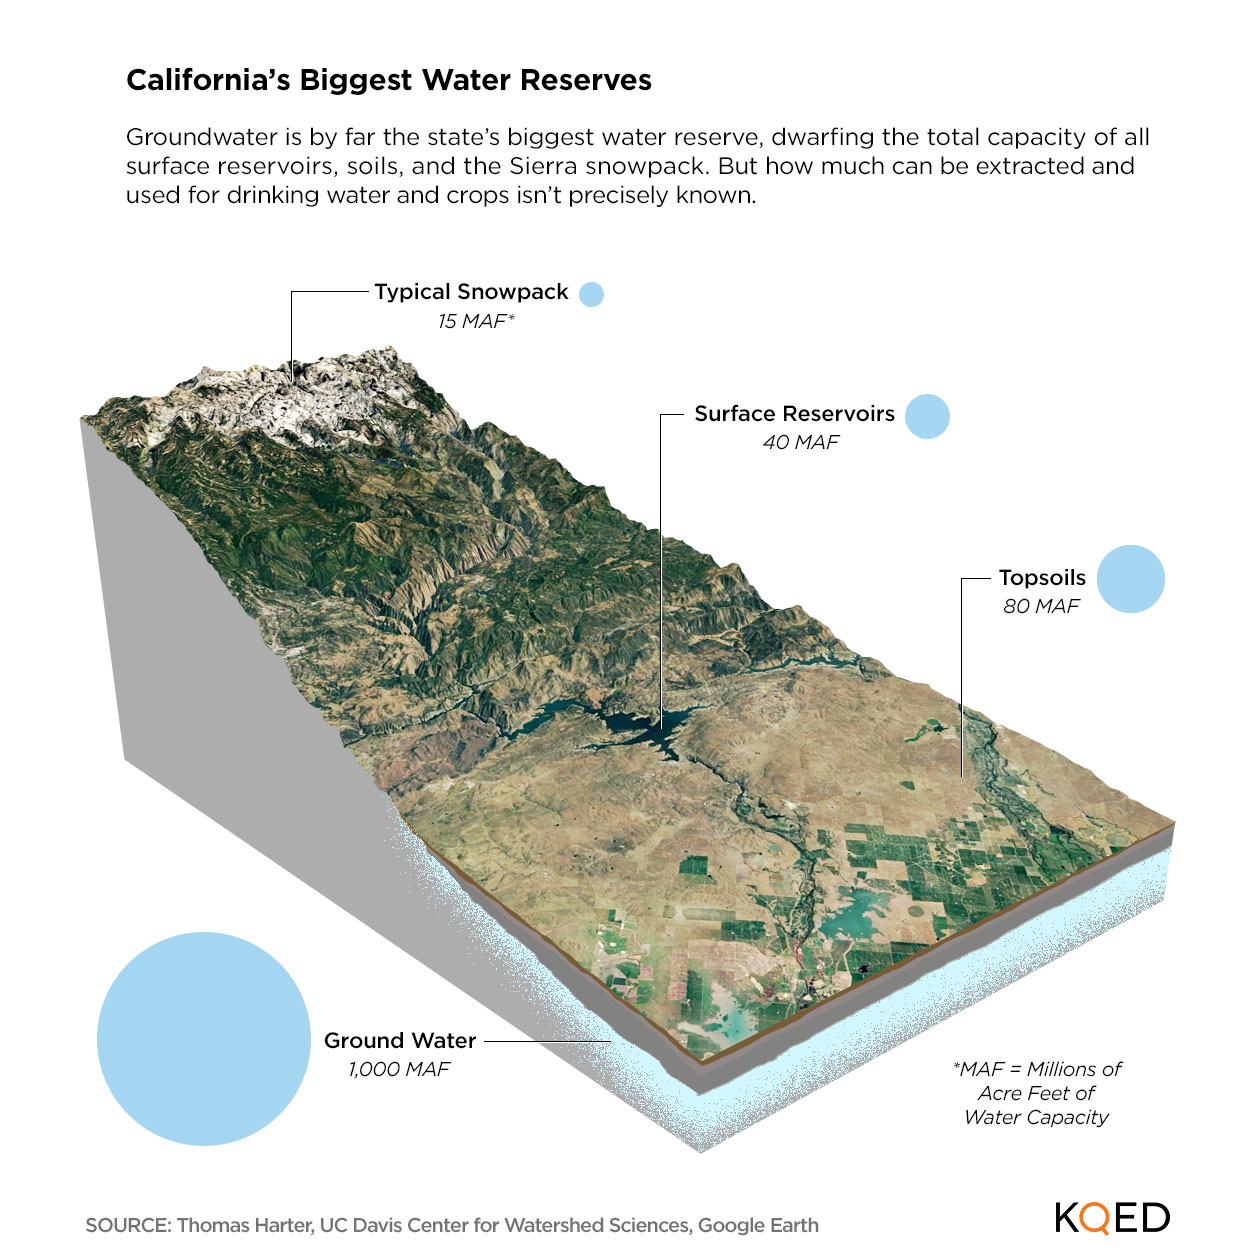 California’s Biggest Water Reserves
Groundwater is by far the state’s biggest water reserve, dwarfing the total capacity of all
surface reservoirs, soils, and the Sierra snowpack. But how much can be extracted and
used for drinking water and crops isn’t precisely known.
Typical Snowpack
15 MAF*
Surface Reservoirs
40 MAF
Topsoils
80 MAF
Ground Water
1,000 MAF
*MAF = Millions of
Acre Feet of
Water Capacity
SOURCE: Thomas Harter, UC Davis Center for Watershed Sciences, Google Earth
KQED